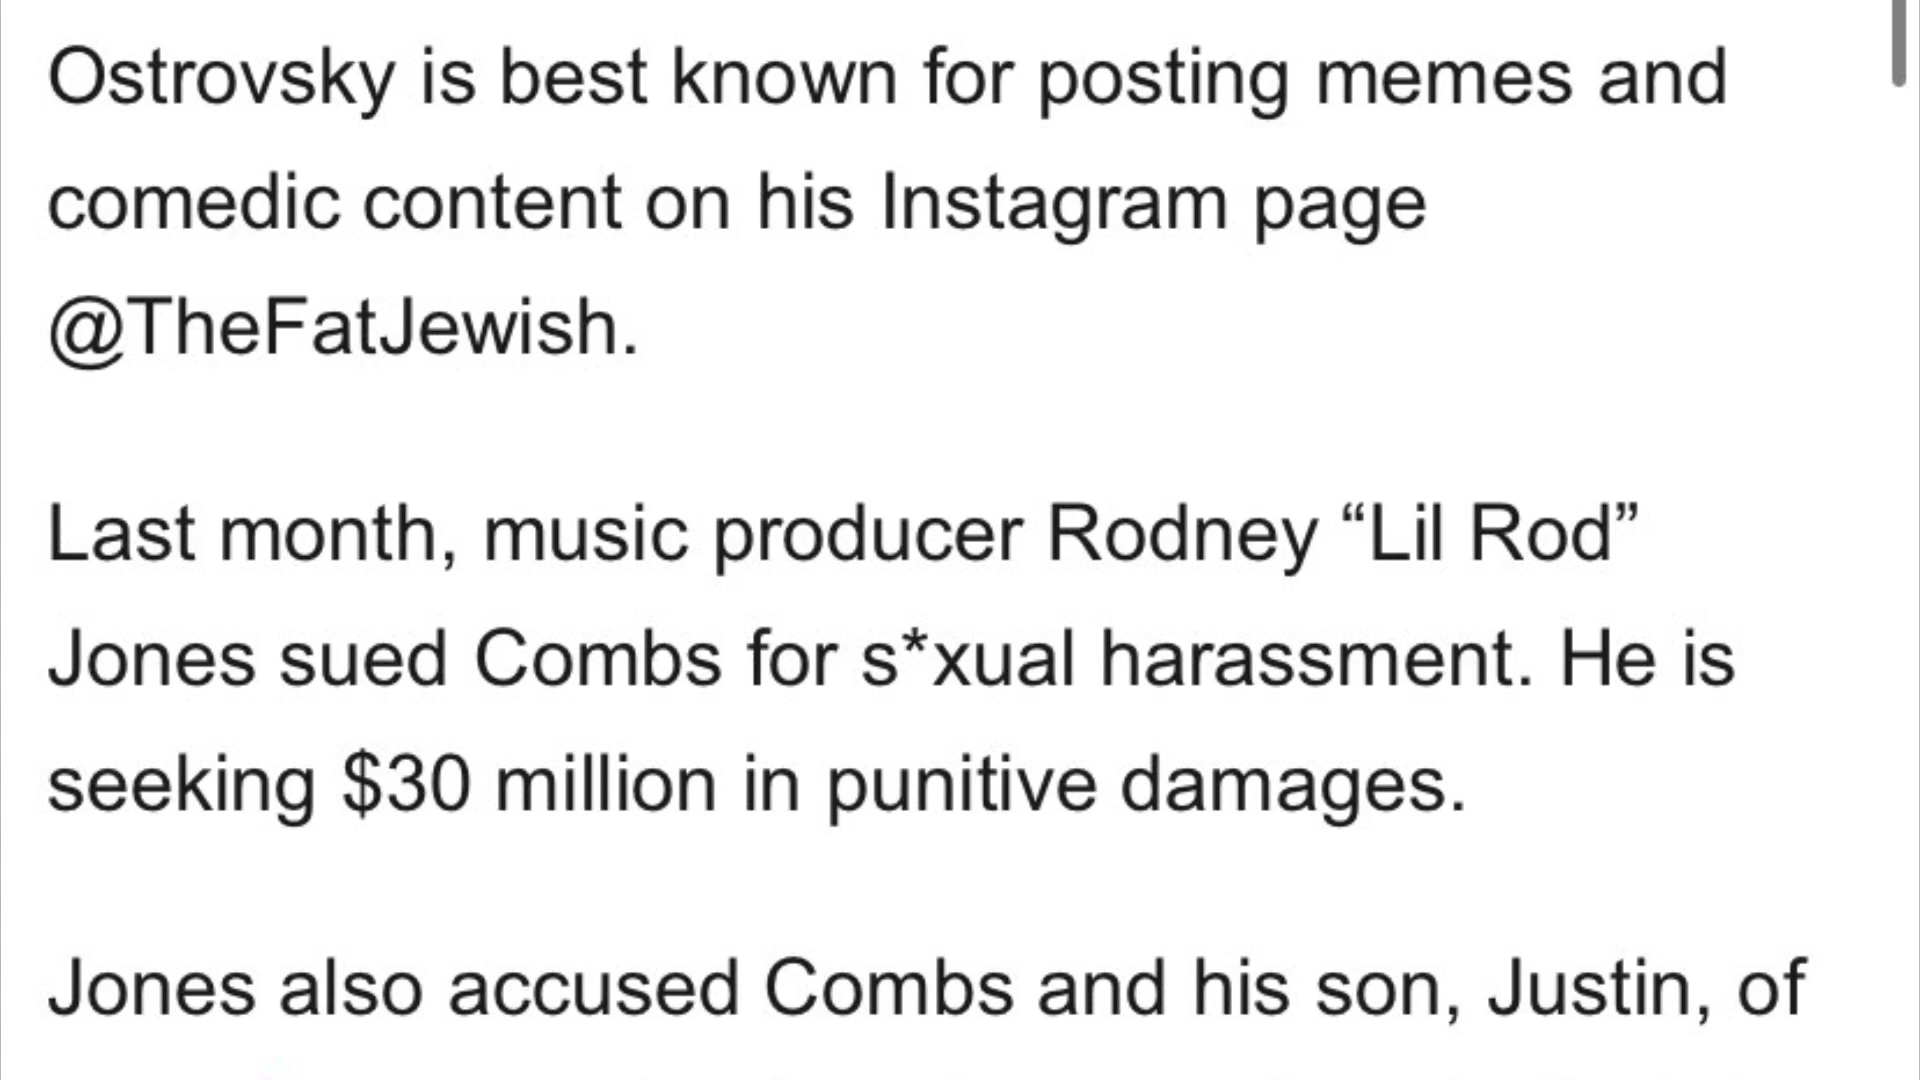 Ostrovsky is best known for posting memes and
comedic content on his Instagram page
@TheFatJewish.
Last month, music producer Rodney “Lil Rod”
Jones sued Combs for s*xual harassment. He is
seeking $30 million in punitive damages.
Jones also accused Combs and his son, Justin, of